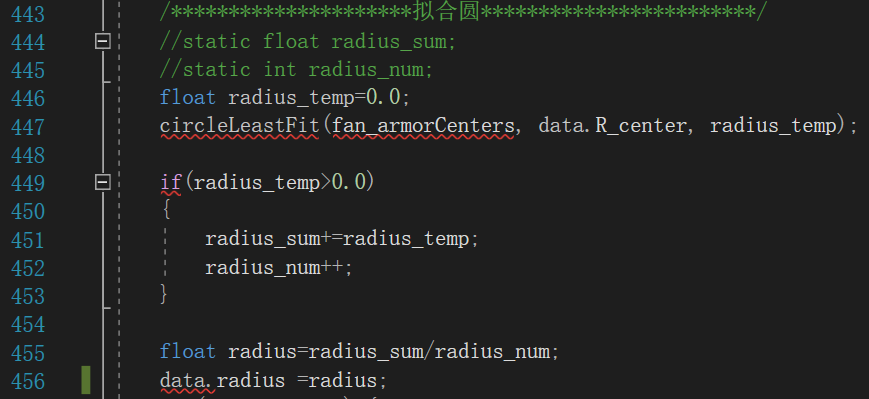 443 /*********************拟合圆************************/
444 //static float radius_sum;
445 //static int radius_num;
446 float radius_temp=0.0;
447 circleLeastFit(fan_armorCenters, data.R_center, radius_temp);
448
449 if(radius_temp>0.0)
450 {
451 radius_sum+=radius_temp;
452 radius_num++;
453 }
454
455 float radius=radius_sum/radius_num;
456 data.radius =radius;